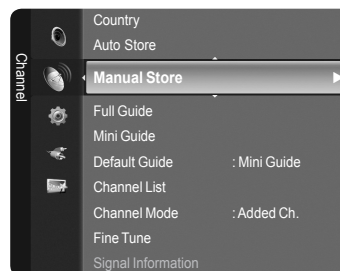 Channel
Country
Auto Store
Manual Store
Full Guide
Mini Guide
Default Guide : Mini Guide
Channel List
Channel Mode : Added Ch.
Fine Tune
Signal Information